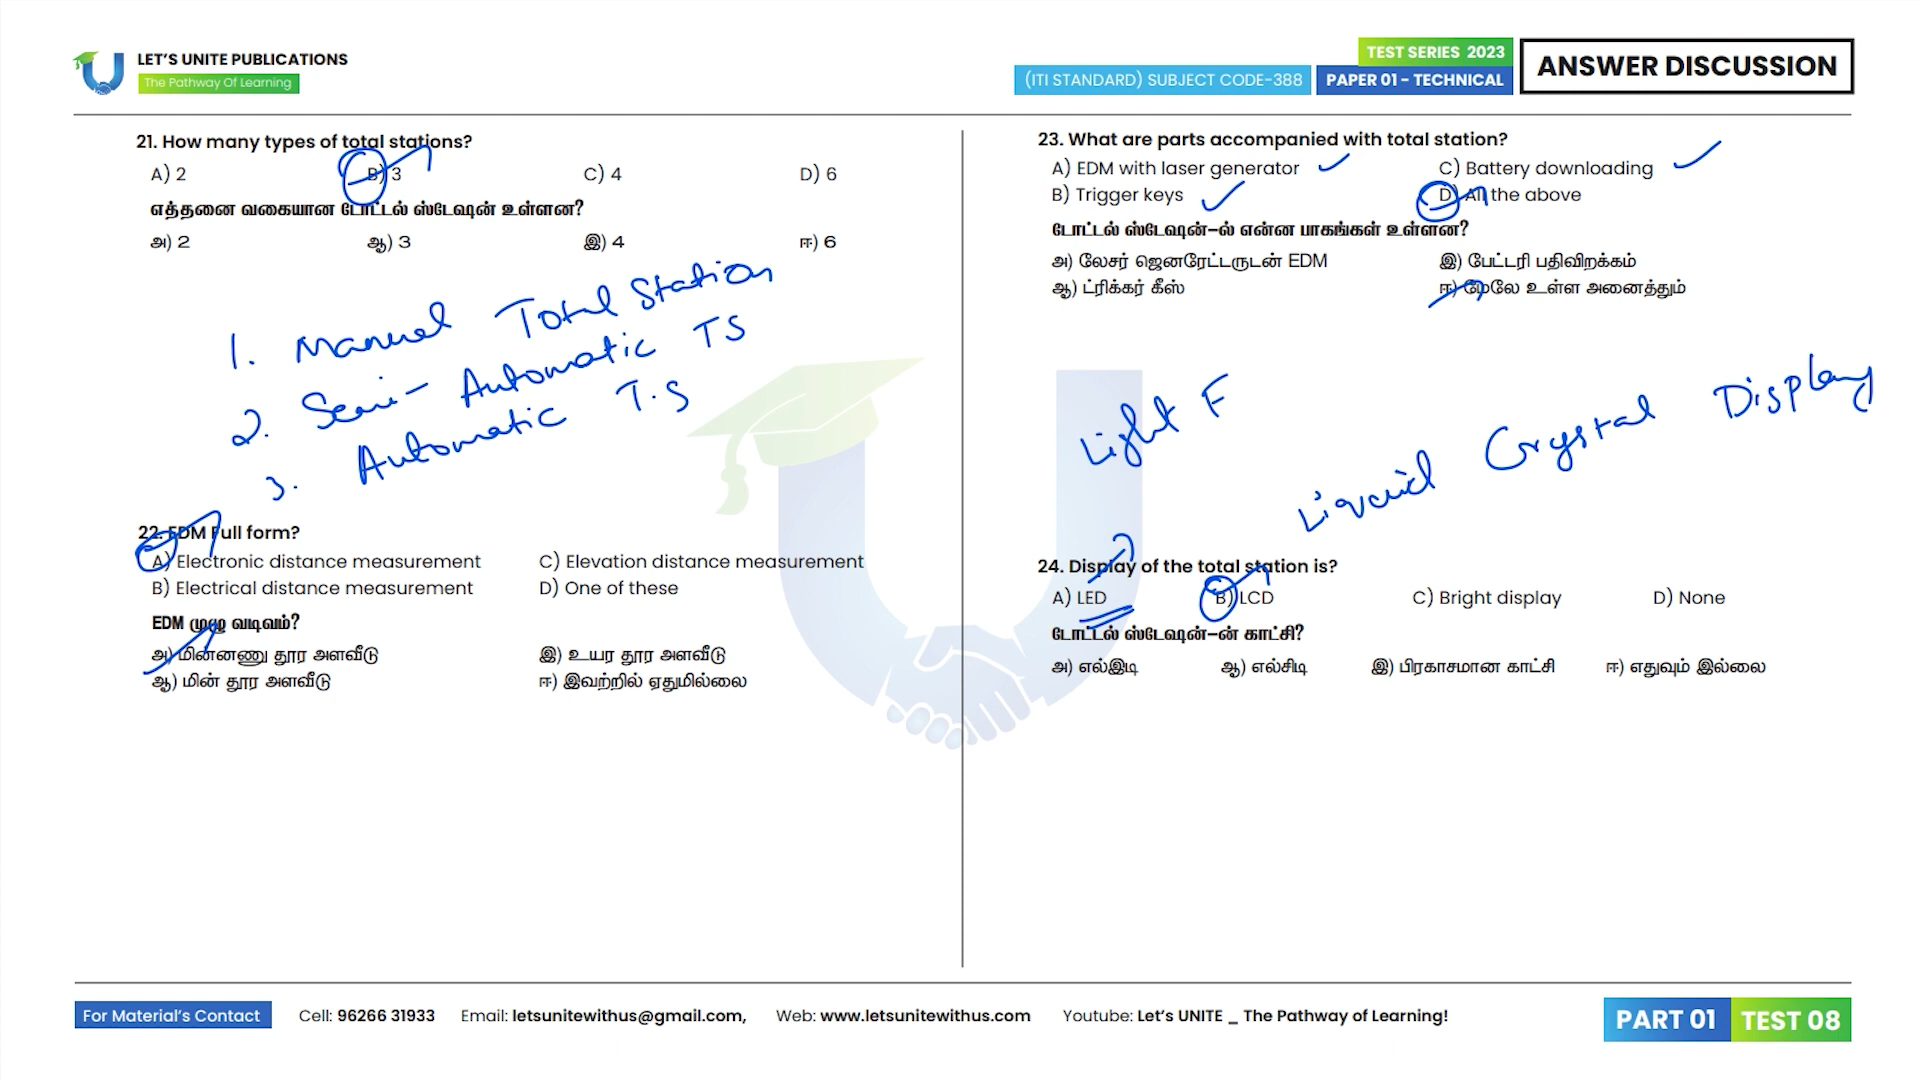 LET'S UNITE PUBLICATIONS
The Pathway Of Learning
TEST SERIES 2023
(ITI STANDARD) SUBJECT CODE-388
PAPER 01 - TECHNICAL
ANSWER DISCUSSION
21. How many types of total stations?
A) 2 B) 3 C) 4 D) 6
எத்தனை வகையான டோட்டல் ஸ்டேஷன் உள்ளன?
அ) 2 ஆ) 3 இ) 4 ஈ) 6
1. Manual Total Station
2. Semi-Automatic TS
3. Automatic T.S
22. EDM Full form?
A) Electronic distance measurement C) Elevation distance measurement
B) Electrical distance measurement D) One of these
EDM முழு வடிவம்?
அ) மின்னணு தூர அளவீடு இ) உயர தூர அளவீடு
ஆ) மின் தூர அளவீடு ஈ) இவற்றில் ஏதுமில்லை
23. What are parts accompanied with total station?
A) EDM with laser generator C) Battery downloading
B) Trigger keys D) All the above
டோட்டல் ஸ்டேஷன்-ல் என்ன பாகங்கள் உள்ளன?
அ) லேசர் ஜெனரேட்டருடன் EDM இ) பேட்டரி பதிவிறக்கம்
ஆ) ட்ரிக்கர் கீஸ் ஈ) மேலே உள்ள அனைத்தும்
Light F
Liquid Crystal Display
24. Display of the total station is?
A) LED B) LCD C) Bright display D) None
டோட்டல் ஸ்டேஷன்-ன் காட்சி?
அ) எல்இடி ஆ) எல்சிடி இ) பிரகாசமான காட்சி ஈ) எதுவும் இல்லை
For Material's Contact Cell: 96266 31933 Email: letsunitewithus@gmail.com, Web: www.letsunitewithus.com Youtube: Let's UNITE _ The Pathway of Learning!
PART 01 TEST 08